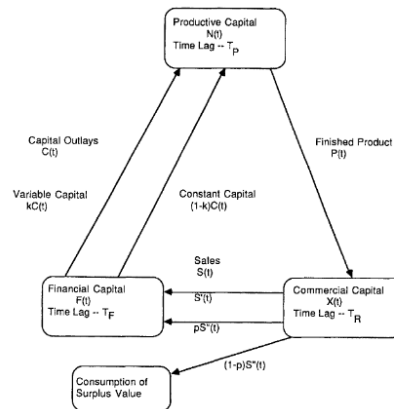 Productive Capital
N(t)
Time Lag -- T_P
Capital Outlays
C(t)
Finished Product
P(t)
Variable Capital
kC(t)
Constant Capital
(1-k)C(t)
Sales
S(t)
Financial Capital
F(t)
Time Lag -- T_F
S'(t)
pS"(t)
Commercial Capital
X(t)
Time Lag -- T_R
(1-p)S"(t)
Consumption of
Surplus Value